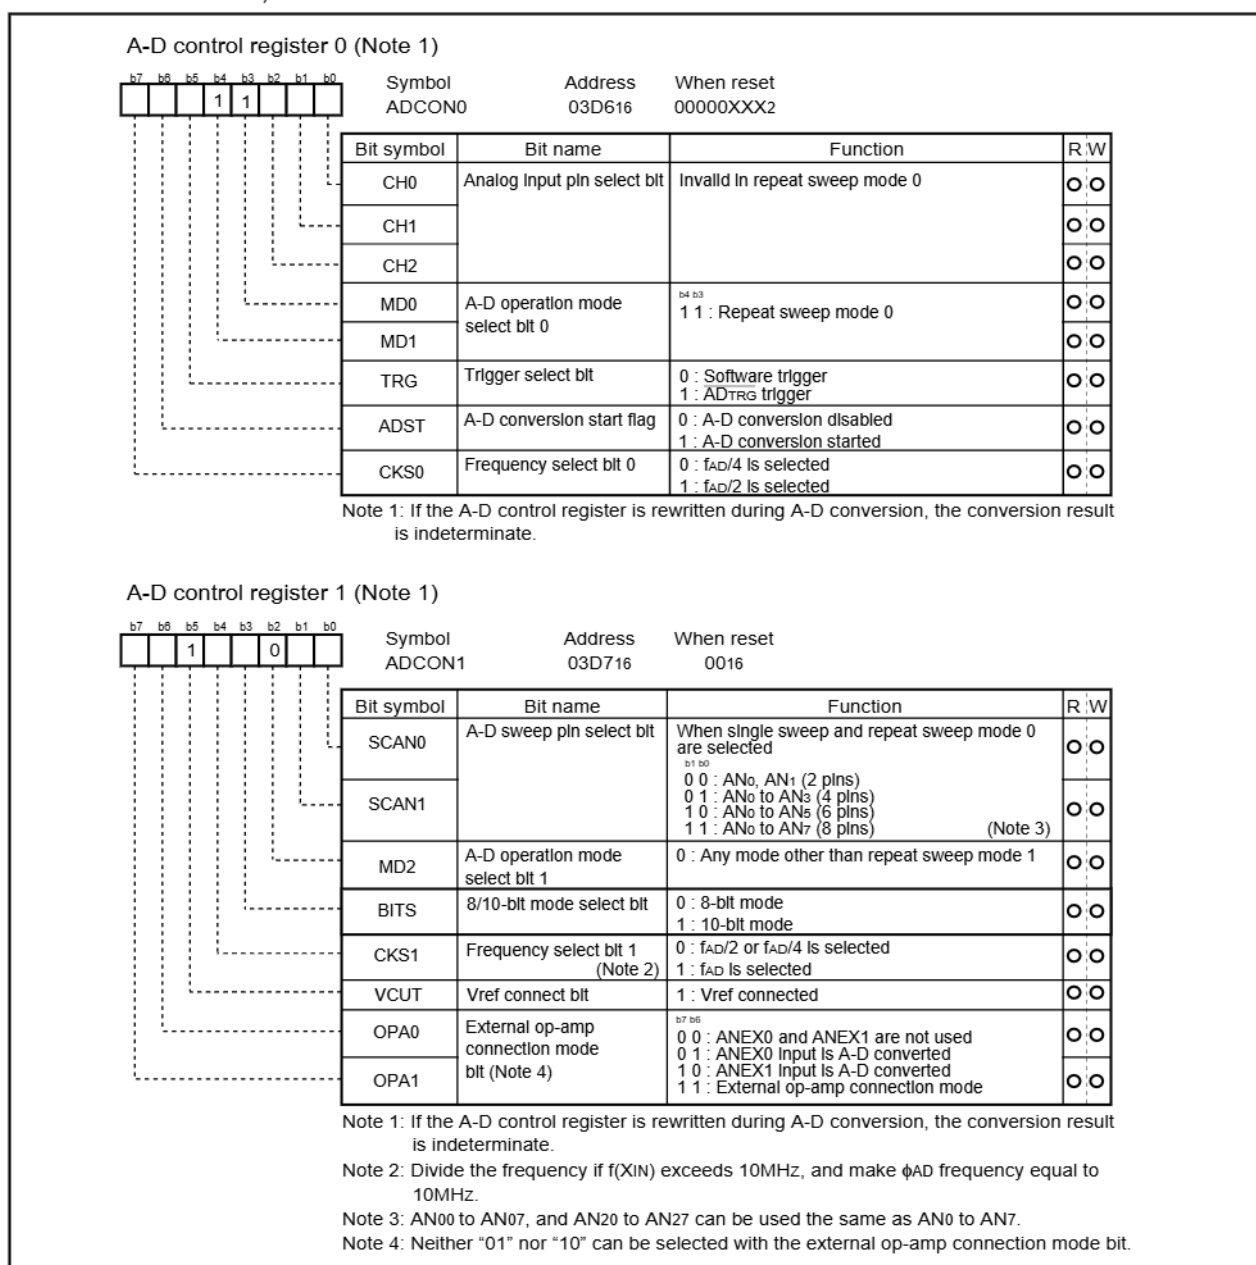 A-D control register 0 (Note 1)
b7 b6 b5 b4 b3 b2 b1 b0
1 1
Symbol Address When reset
ADCON0 03D616 00000XXX2
Bit symbol Bit name Function R W
CH0 Analog input pin select bit Invalid in repeat sweep mode 0 O O
CH1 O O
CH2 O O
MD0 A-D operation mode select bit 0 b4 b3
1 1 : Repeat sweep mode 0 O O
MD1 O O
TRG Trigger select bit 0 : Software trigger
1 : ADTRG trigger O O
ADST A-D conversion start flag 0 : A-D conversion disabled
1 : A-D conversion started O O
CKS0 Frequency select bit 0 0 : fAD/4 is selected
1 : fAD/2 is selected O O
Note 1: If the A-D control register is rewritten during A-D conversion, the conversion result
is indeterminate.
A-D control register 1 (Note 1)
b7 b6 b5 b4 b3 b2 b1 b0
1 0
Symbol Address When reset
ADCON1 03D716 0016
Bit symbol Bit name Function R W
SCAN0 A-D sweep pin select bit When single sweep and repeat sweep mode 0
are selected O O
b1 b0
0 0 : AN0, AN1 (2 pins)
SCAN1 0 1 : AN0 to AN3 (4 pins)
1 0 : AN0 to AN5 (6 pins)
1 1 : AN0 to AN7 (8 pins) (Note 3) O O
MD2 A-D operation mode select bit 1 0 : Any mode other than repeat sweep mode 1 O O
BITS 8/10-bit mode select bit 0 : 8-bit mode
1 : 10-bit mode O O
CKS1 Frequency select bit 1 (Note 2) 0 : fAD/2 or fAD/4 is selected
1 : fAD is selected O O
VCUT Vref connect bit 1 : Vref connected O O
OPA0 External op-amp connection mode bit (Note 4) b7 b6
0 0 : ANEX0 and ANEX1 are not used O O
0 1 : ANEX0 input is A-D converted
OPA1 1 0 : ANEX1 input is A-D converted
1 1 : External op-amp connection mode O O
Note 1: If the A-D control register is rewritten during A-D conversion, the conversion result
is indeterminate.
Note 2: Divide the frequency if f(XIN) exceeds 10MHz, and make ϕAD frequency equal to
10MHz.
Note 3: AN00 to AN07, and AN20 to AN27 can be used the same as AN0 to AN7.
Note 4: Neither “01” nor “10” can be selected with the external op-amp connection mode bit.